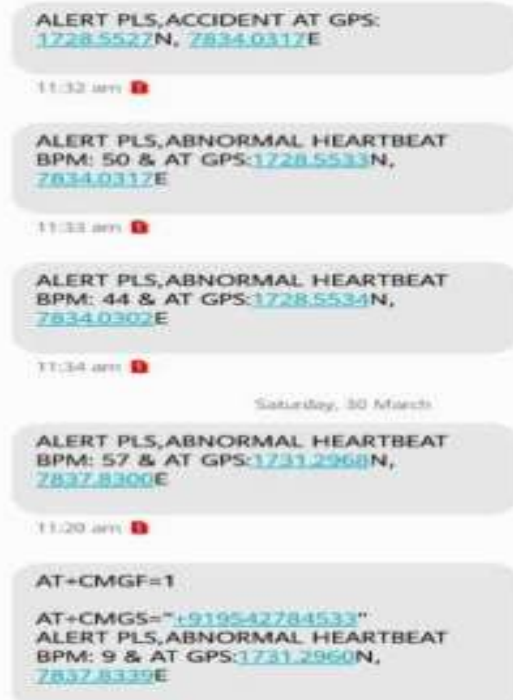 ALERT PLS,ACCIDENT AT GPS:
1728.5527N, 7834.0317E
11:32 am
ALERT PLS,ABNORMAL HEARTBEAT
BPM: 50 & AT GPS:1728.5533N,
7834.0317E
11:33 am
ALERT PLS,ABNORMAL HEARTBEAT
BPM: 44 & AT GPS:1728.5534N,
7834.0302E
11:34 am
Saturday, 30 March
ALERT PLS,ABNORMAL HEARTBEAT
BPM: 57 & AT GPS:1731.2968N,
7837.8300E
11:20 am
AT+CMGF=1
AT+CMGS="+919542784533"
ALERT PLS,ABNORMAL HEARTBEAT
BPM: 9 & AT GPS:1731.2960N,
7837.8339E